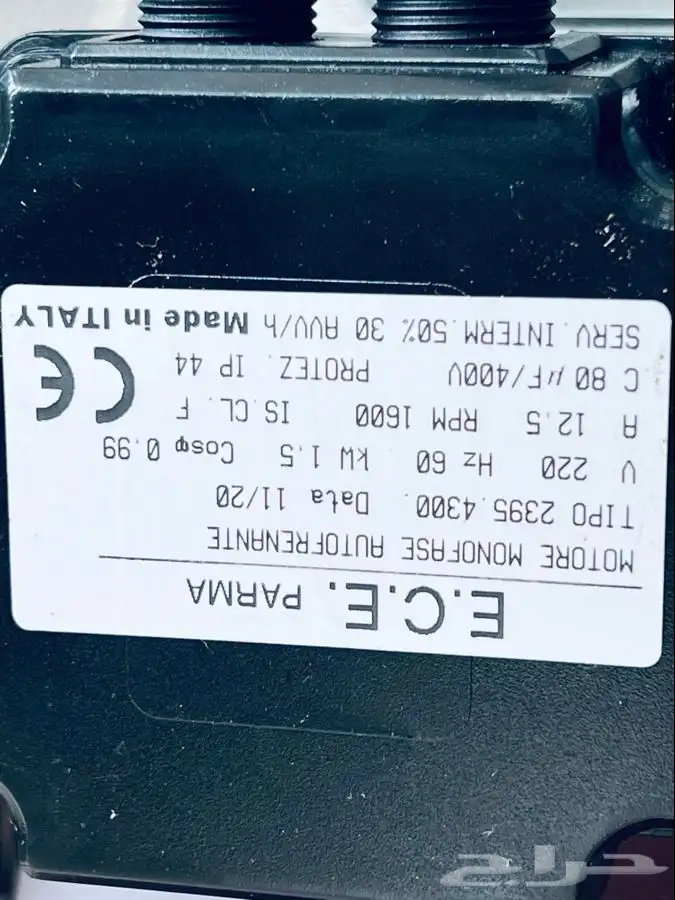 E.C.E. PARMA
MOTORE MONOFASE AUTOFRENANTE
TIPO 2395.4300. Data 11/20
V 220 Hz 60 kW 1.5 Cosφ 0.99
A 12.5 RPM 1600 IS.CL.F
C 80 µF/400V PROTEZ. IP 44
CE
SERV.INTERM.50% 30 AVV/h Made in ITALY
حراج